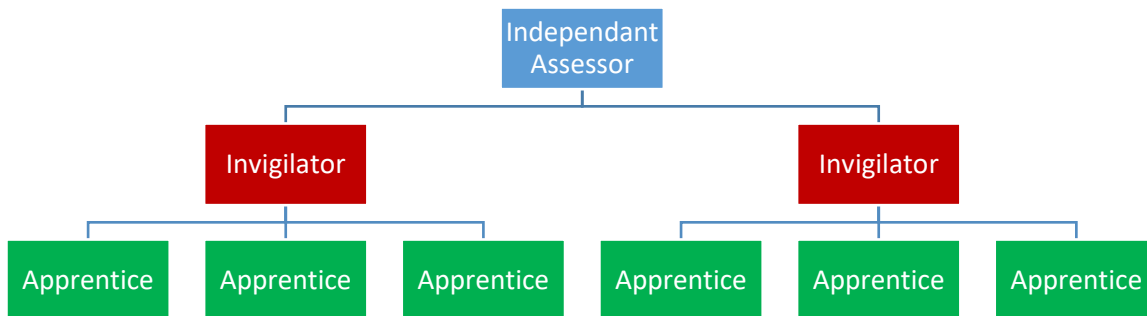 Independant
Assessor
Invigilator
Invigilator
Apprentice
Apprentice
Apprentice
Apprentice
Apprentice
Apprentice